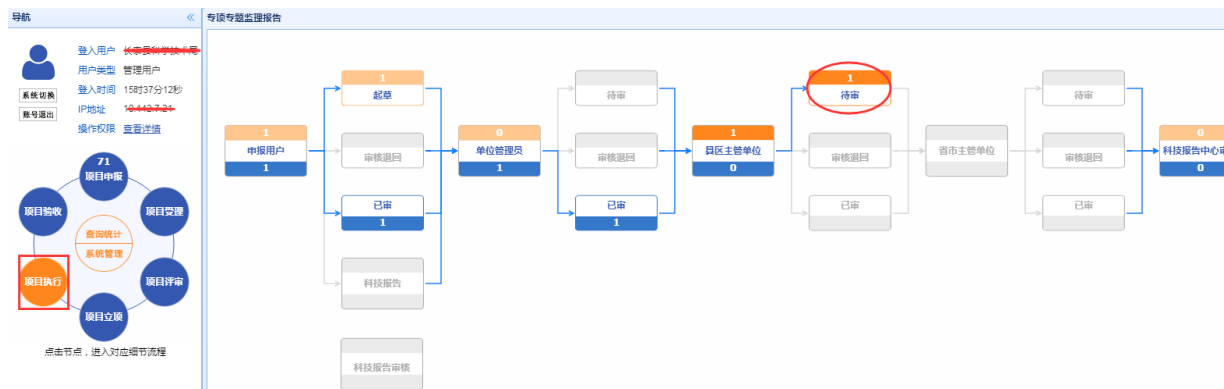 导航
专项专题监理报告
登入用户
用户类型 管理用户
登入时间 15时37分12秒
IP地址
操作权限 查看详情
系统切换
账号退出
71
项目申报
项目受理
项目评审
项目立项
项目执行
项目验收
查询统计
系统管理
点击节点，进入对应细节流程
1
申报用户
1
1
起草
审核退回
已审
1
科技报告
科技报告审核
0
单位管理员
1
待审
审核退回
已审
1
1
县区主管单位
0
1
待审
审核退回
已审
省市主管单位
待审
审核退回
已审
0
科技报告中心审
0